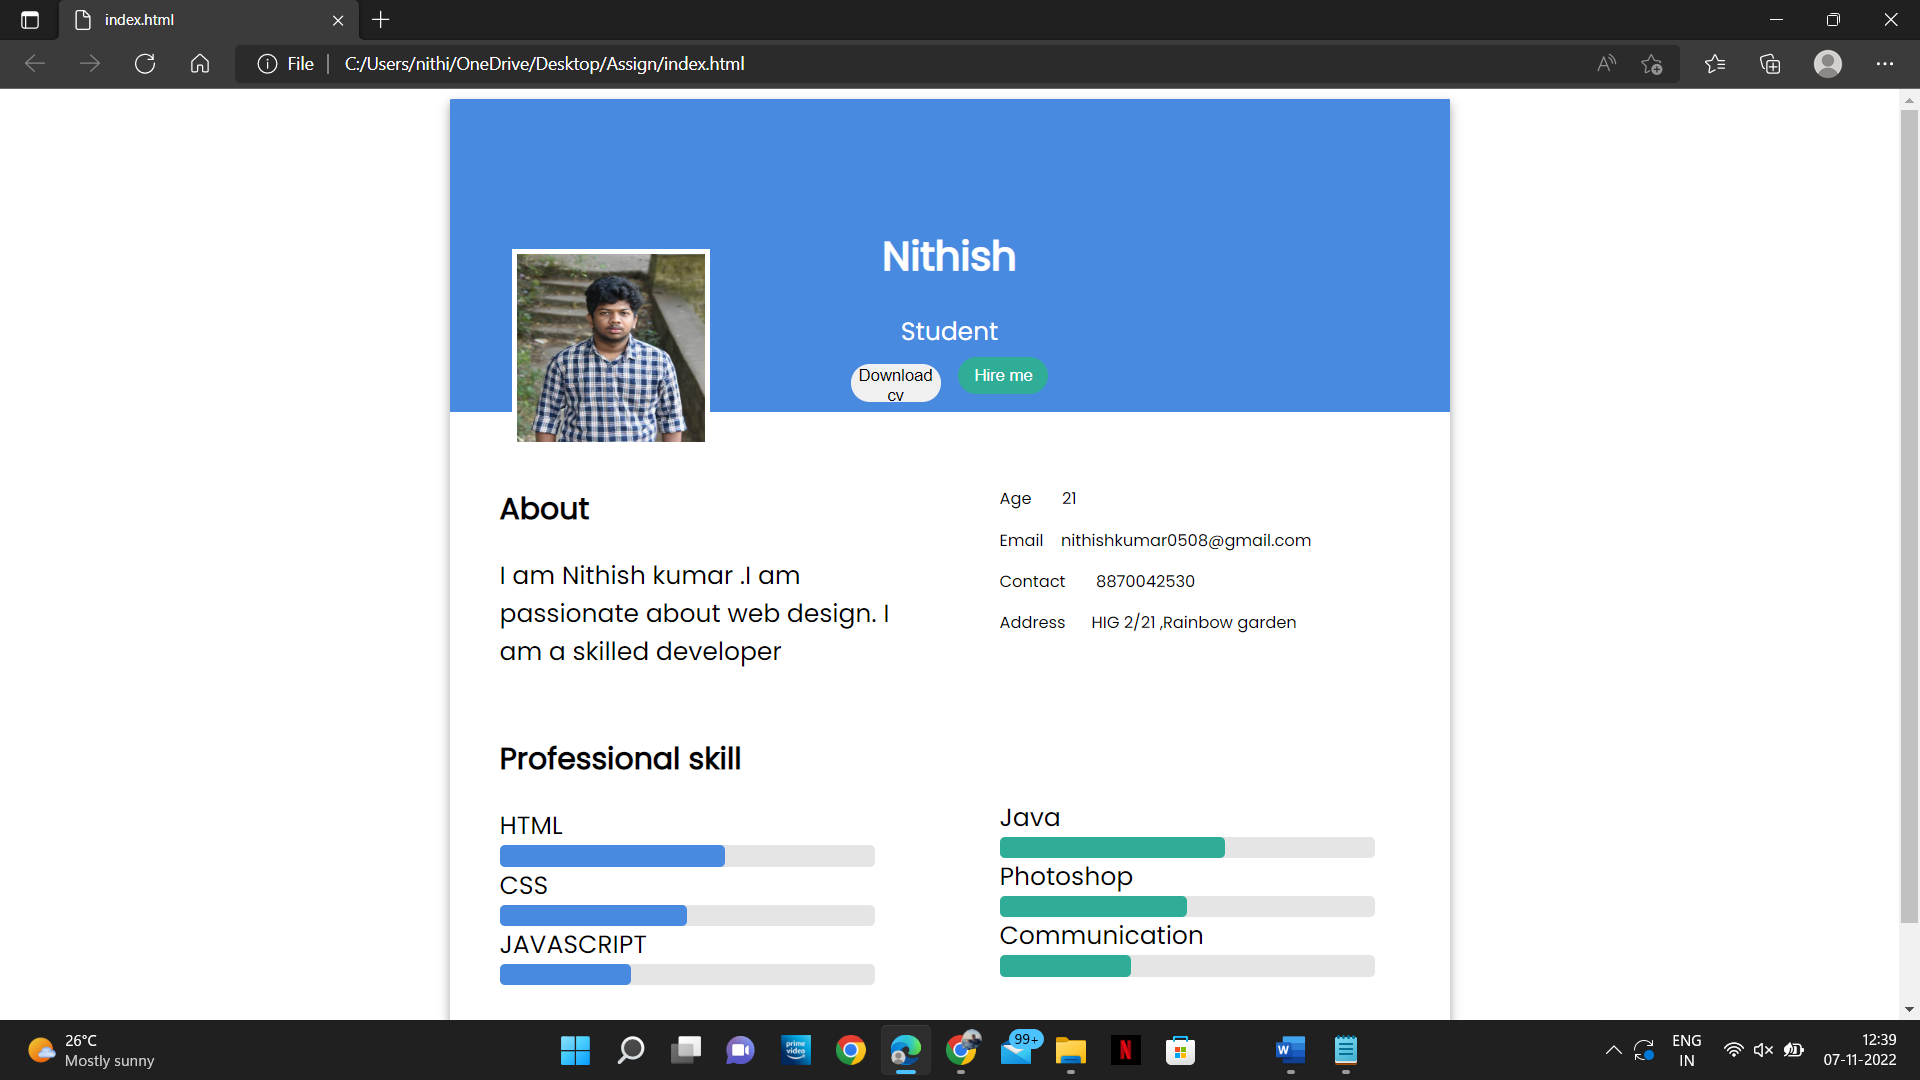 index.html
File
C:/Users/nithi/OneDrive/Desktop/Assign/index.html
Nithish
Student
Download
cv
Hire me
About
I am Nithish kumar .I am
passionate about web design. I
am a skilled developer
Age 21
Email nithishkumar0508@gmail.com
Contact 8870042530
Address HIG 2/21 ,Rainbow garden
Professional skill
HTML
CSS
JAVASCRIPT
Java
Photoshop
Communication
26°C
Mostly sunny
prime
video
99+
N
W
ENG
IN
12:39
07-11-2022